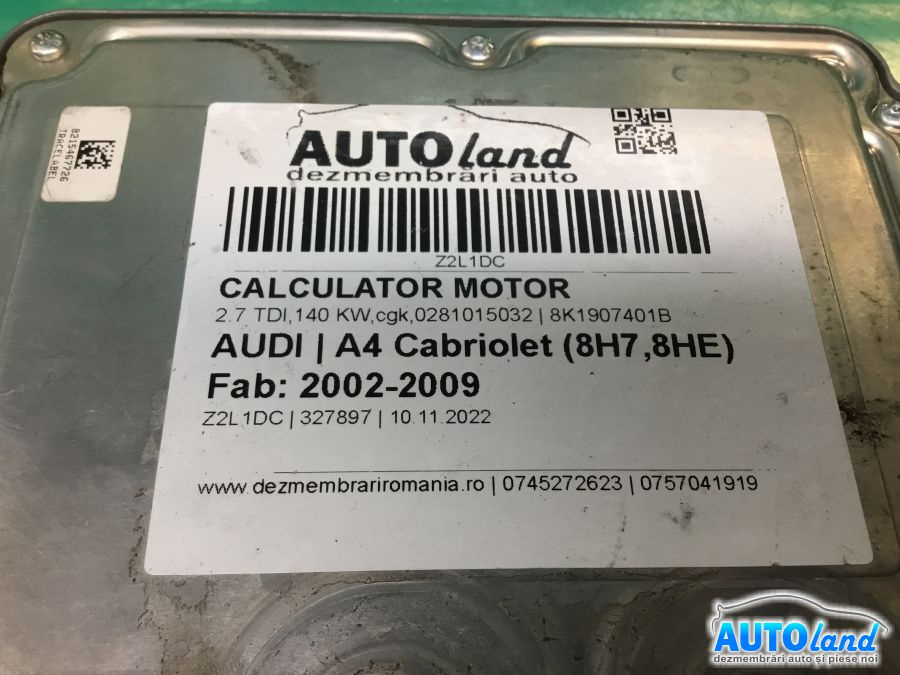 8215467726
TRACELABEL
AUTOland
dezmembrări auto
Z2L1DC
CALCULATOR MOTOR
2.7 TDI,140 KW,cgk,0281015032 | 8K1907401B
AUDI | A4 Cabriolet (8H7,8HE)
Fab: 2002-2009
Z2L1DC | 327897 | 10.11.2022
www.dezmembrariromania.ro | 0745272623 | 0757041919
AUTOland
dezmembrări auto și piese noi